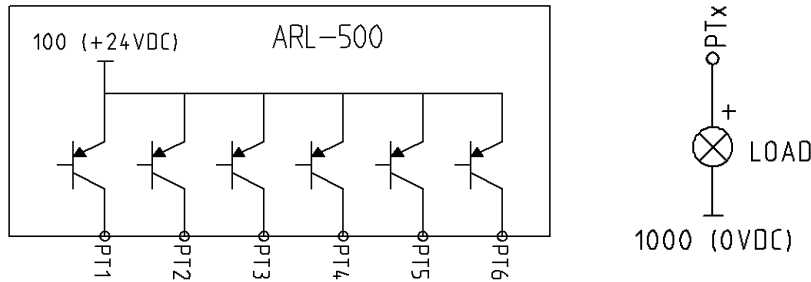 100 (+24VDC)
ARL-500
PT1
PT2
PT3
PT4
PT5
PT6
PTx
+
LOAD
1000 (0VDC)